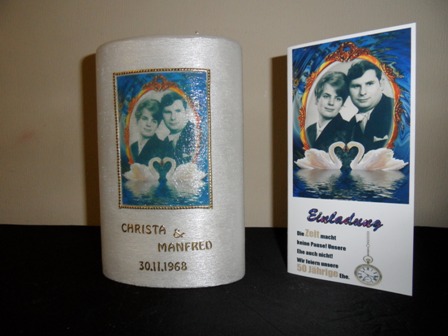 CHRISTA &
MANFRED
30.11.1968
Einladung
Die Zeit macht
keine Pause! Unsere
Ehe auch nicht!
Wir feiern unsere
50 Jährige Ehe.